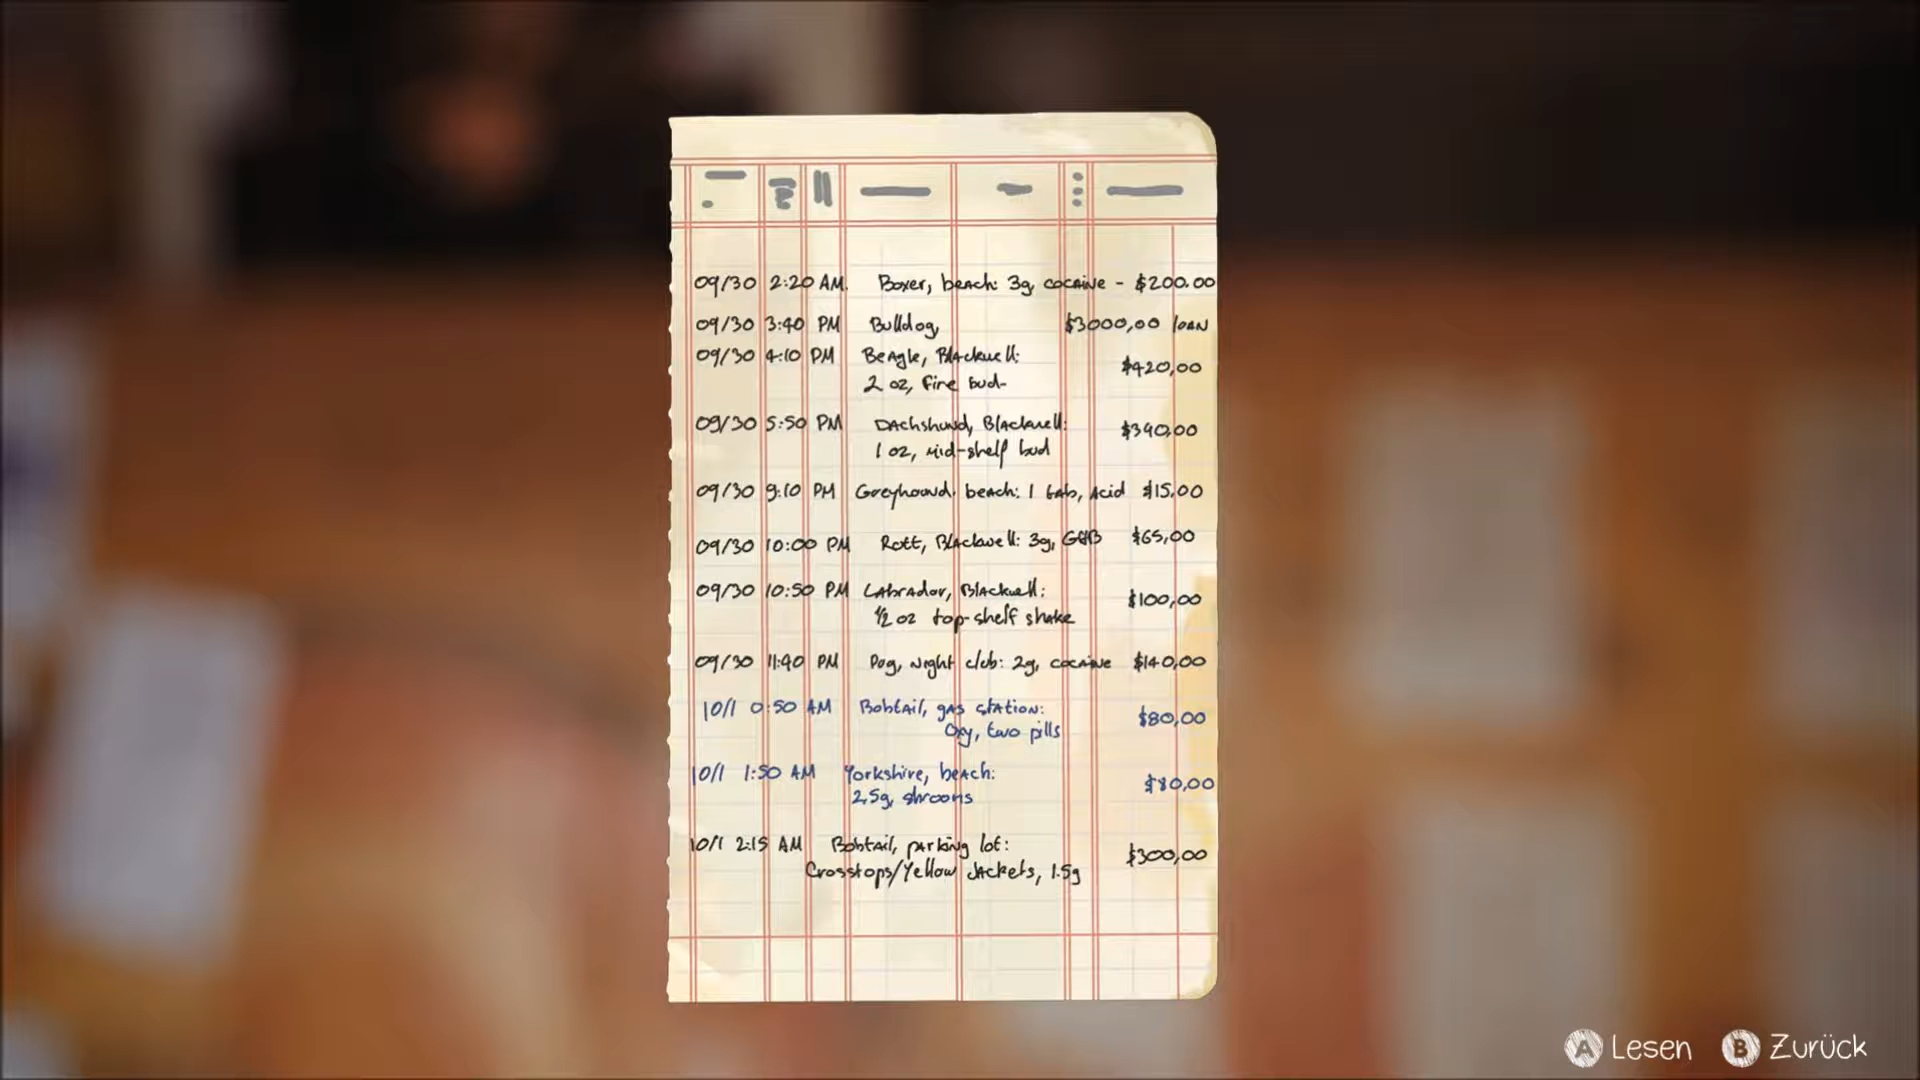 09/30 2:20 AM. Boxer, beach: 3g, cocaine - $200.00
09/30 3:40 PM Bulldog, $3000,00 loan
09/30 4:10 PM Beagle, Blackwell: $420,00
2 oz, fire bud-
09/30 5:50 PM Dachshund, Blackwell: $390,00
1 oz, mid-shelf bud
09/30 9:10 PM Greyhound, beach: 1 tab, acid $15,00
09/30 10:00 PM Rott, Blackwell: 3g, GHB $65,00
09/30 10:50 PM Labrador, Blackwell: $100,00
1/2 oz top-shelf shake
09/30 11:40 PM Pog, night club: 2g, cocaine $140,00
10/1 0:50 AM Bobtail, gas station: $80,00
Oxy, two pills
10/1 1:50 AM Yorkshire, beach: $80,00
2,5g, shrooms
10/1 2:15 AM Bobtail, parking lot: $300,00
Crosstops/Yellow Jackets, 1.5g
A Lesen B Zurück